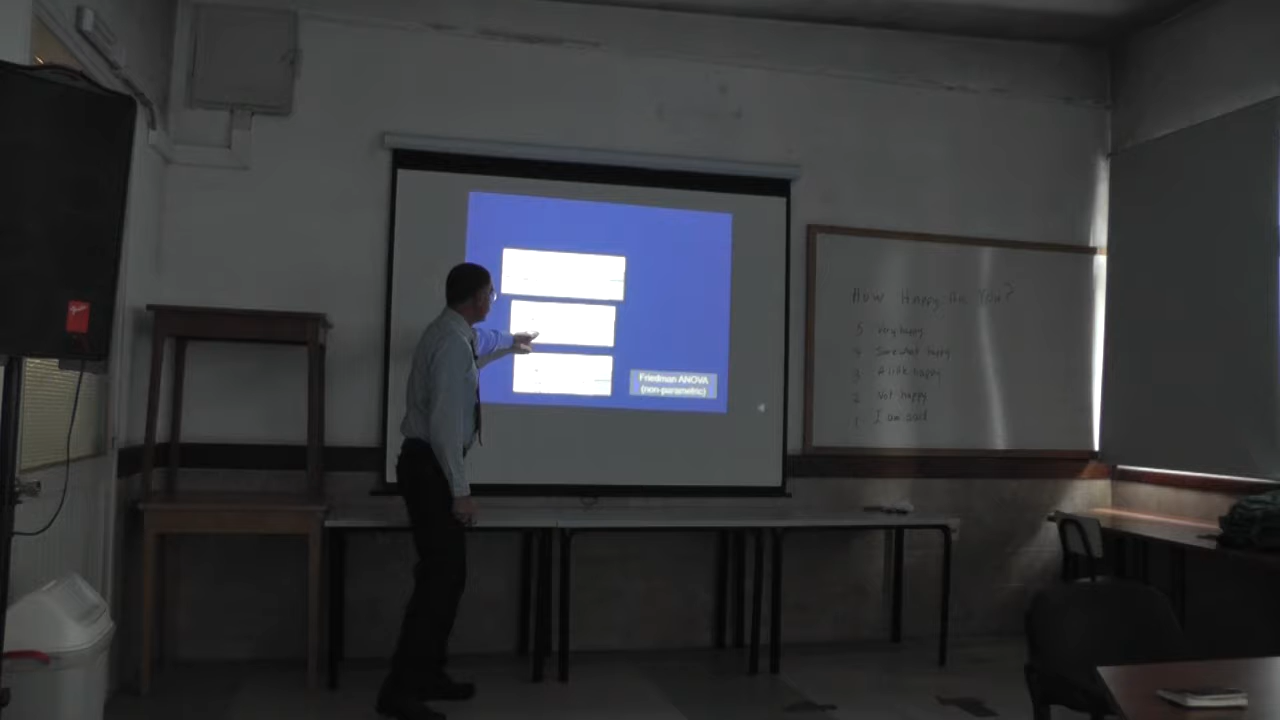 Friedman ANOVA
(non-parametric)
How Happy Are You?
5 Very happy
4 Somewhat happy
3 A little happy
2 Not happy
1 I am sad